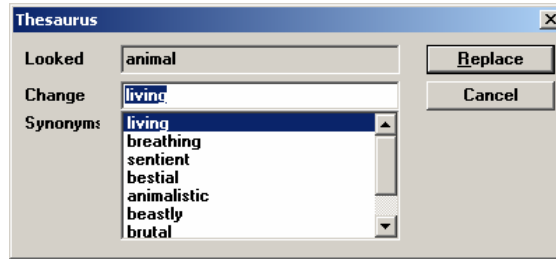 Thesaurus
Looked animal Replace
Change living Cancel
Synonyms living
breathing
sentient
bestial
animalistic
beastly
brutal